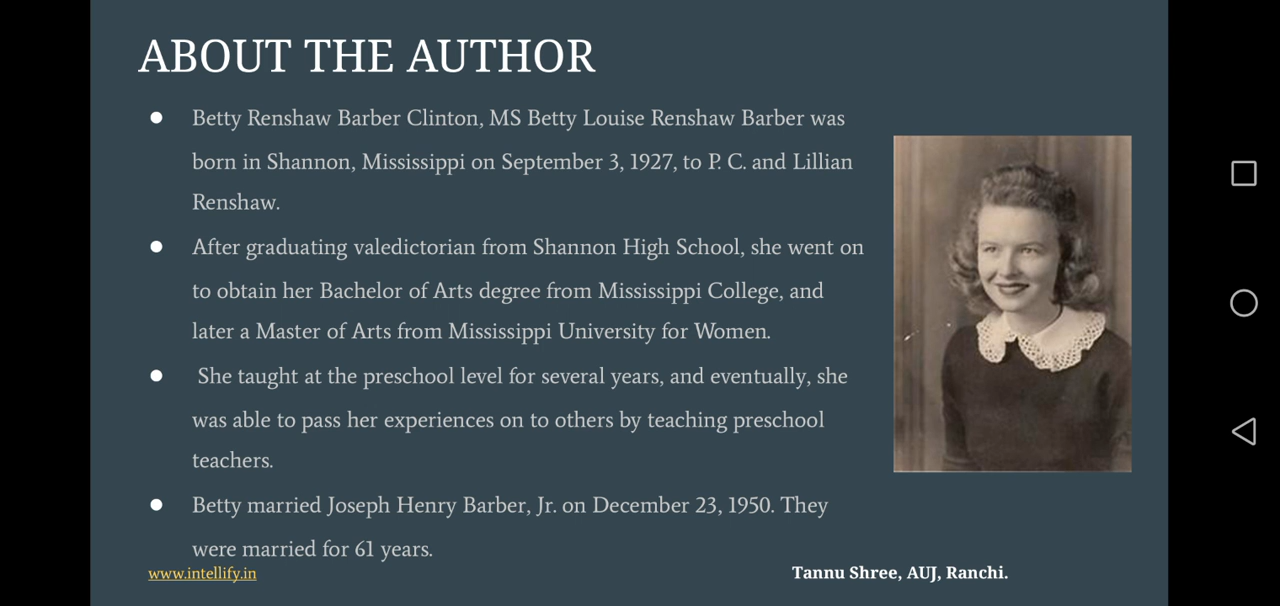 ABOUT THE AUTHOR
● Betty Renshaw Barber Clinton, MS Betty Louise Renshaw Barber was
born in Shannon, Mississippi on September 3, 1927, to P. C. and Lillian
Renshaw.
● After graduating valedictorian from Shannon High School, she went on
to obtain her Bachelor of Arts degree from Mississippi College, and
later a Master of Arts from Mississippi University for Women.
● She taught at the preschool level for several years, and eventually, she
was able to pass her experiences on to others by teaching preschool
teachers.
● Betty married Joseph Henry Barber, Jr. on December 23, 1950. They
were married for 61 years.
www.intellify.in
Tannu Shree, AUJ, Ranchi.